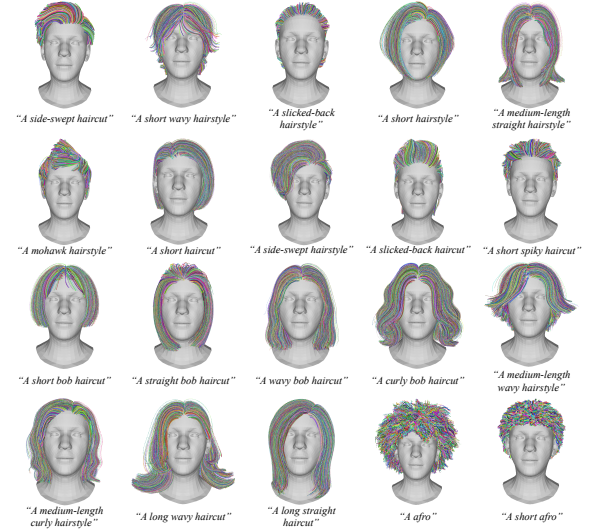 “A side-swept haircut”
“A short wavy hairstyle”
“A slicked-back
hairstyle”
“A short hairstyle”
“A medium-length
straight hairstyle”
“A mohawk hairstyle”
“A short haircut”
“A side-swept hairstyle”
“A slicked-back haircut”
“A short spiky haircut”
“A short bob haircut”
“A straight bob haircut”
“A wavy bob haircut”
“A curly bob haircut”
“A medium-length
wavy hairstyle”
“A medium-length
curly hairstyle”
“A long wavy haircut”
“A long straight
haircut”
“A afro”
“A short afro”